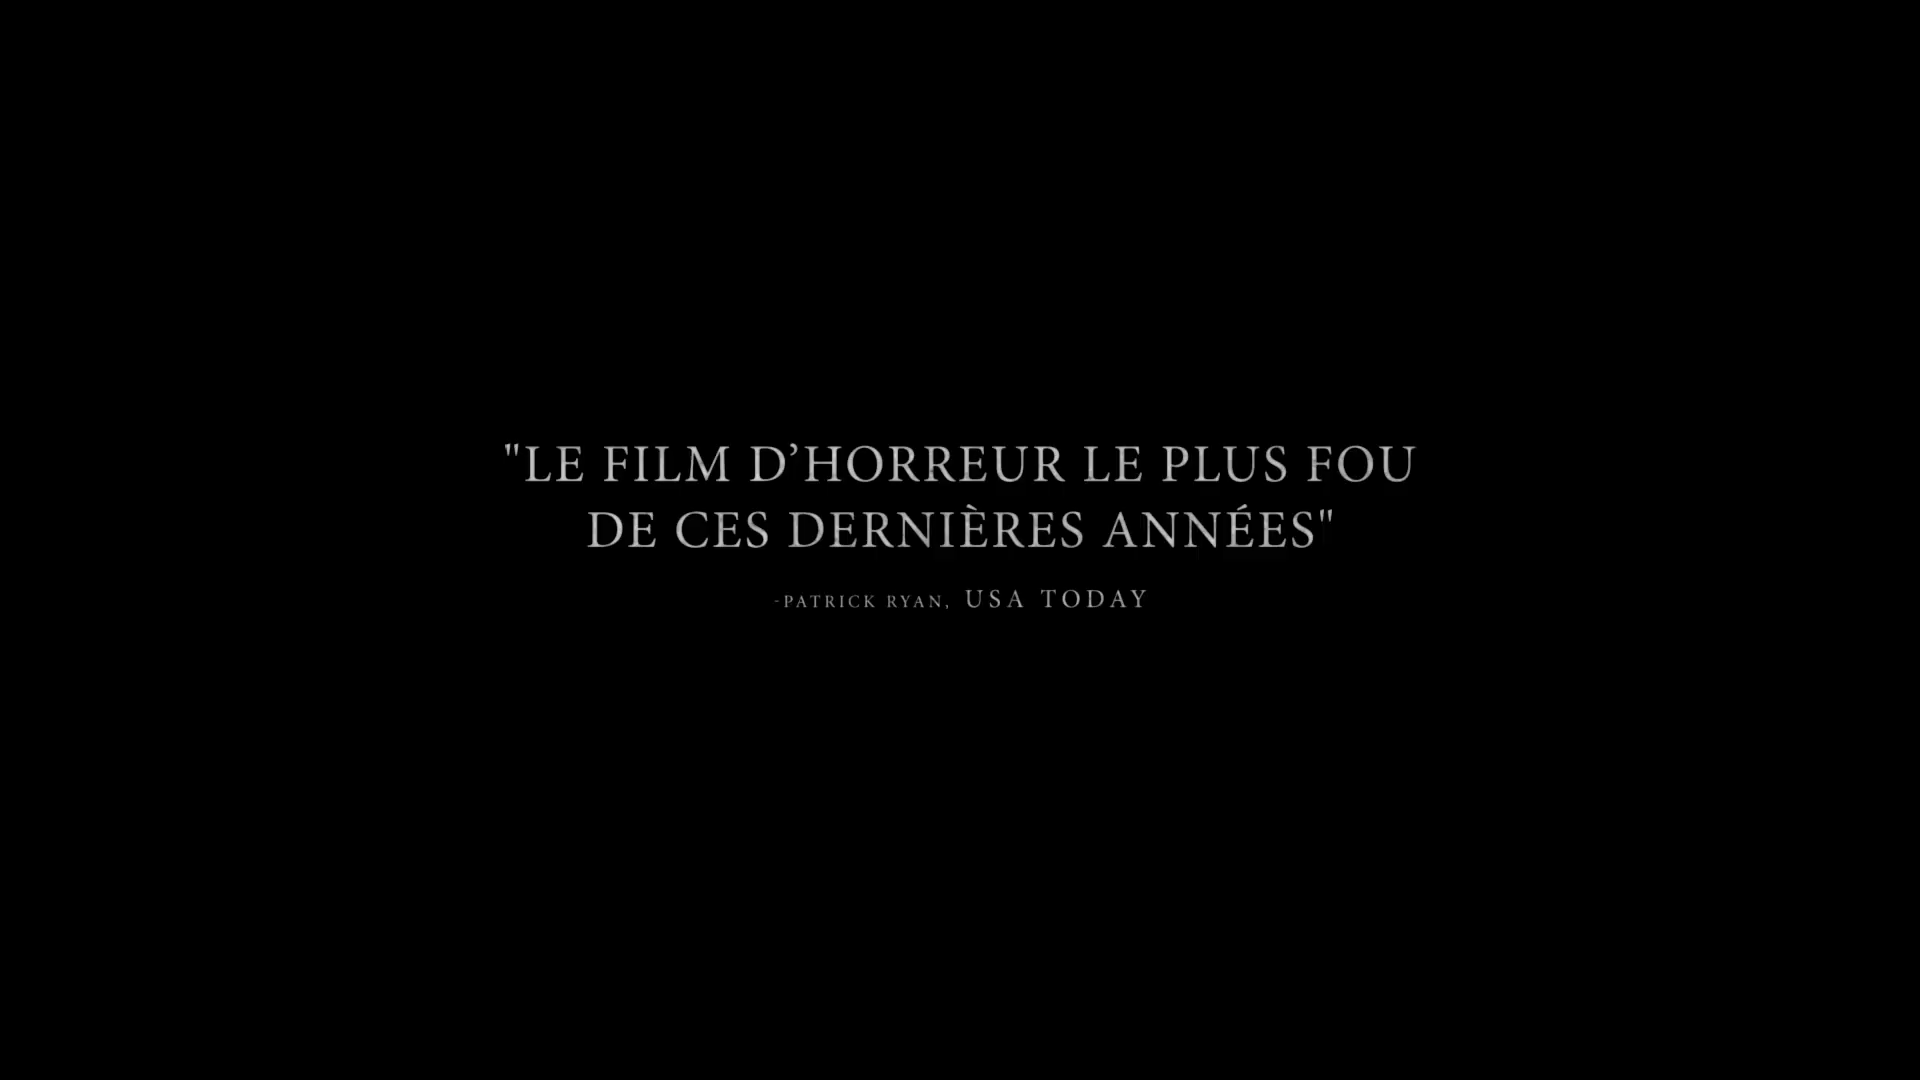 "LE FILM D’HORREUR LE PLUS FOU
DE CES DERNIÈRES ANNÉES"
-PATRICK RYAN, USA TODAY